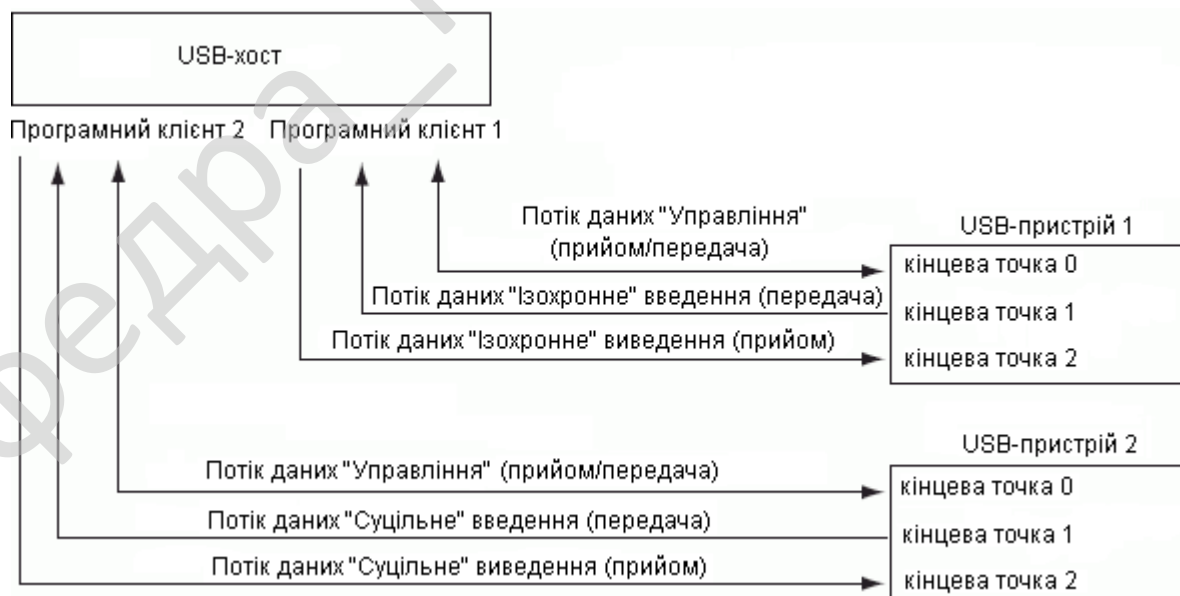 USB-хост
Програмний клієнт 2 Програмний клієнт 1
Потік даних "Управління"
(прийом/передача)
USB-пристрій 1
кінцева точка 0
Потік даних "Ізохронне" введення (передача)
кінцева точка 1
Потік даних "Ізохронне" виведення (прийом)
кінцева точка 2
USB-пристрій 2
Потік даних "Управління" (прийом/передача)
кінцева точка 0
Потік даних "Суцільне" введення (передача)
кінцева точка 1
Потік даних "Суцільне" виведення (прийом)
кінцева точка 2